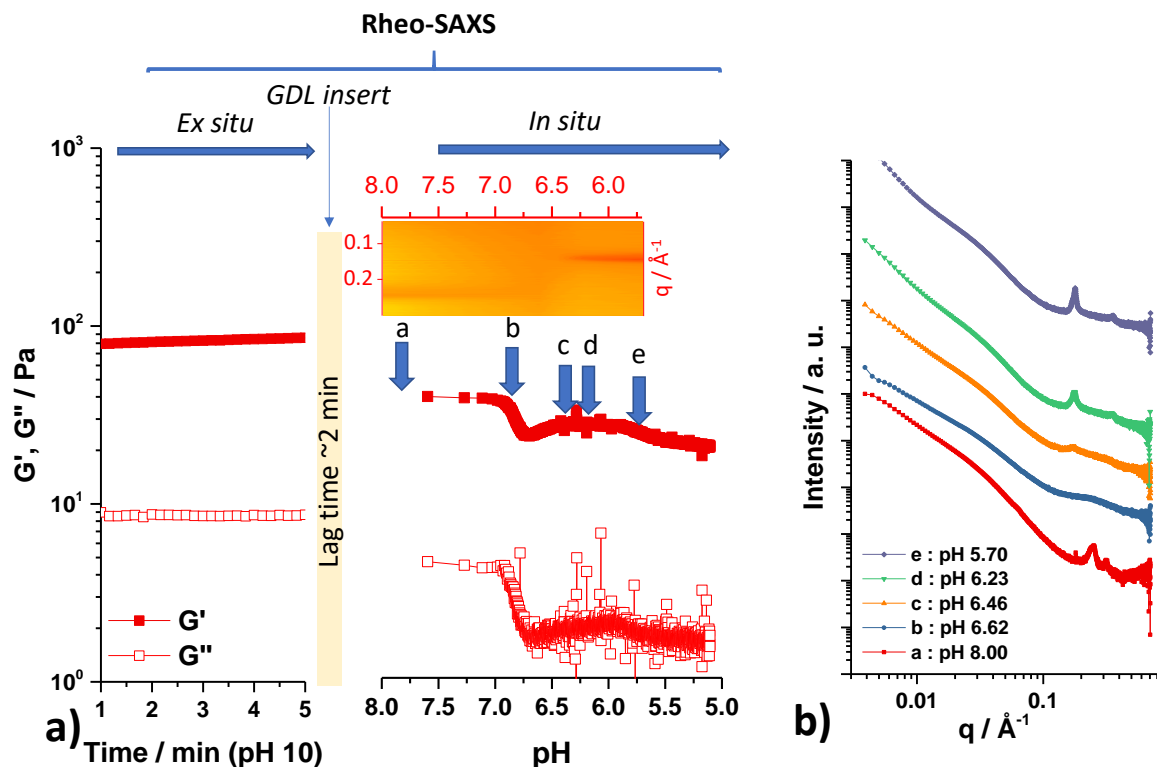 Rheo-SAXS
GDL insert
Ex situ
In situ
10³
10²
10¹
10⁰
G', G" / Pa
8.0 7.5 7.0 6.5 6.0
0.1
0.2
q / Å⁻¹
a b c d e
Lag time ~2 min
G'
G"
1 2 3 4 5
Time / min (pH 10)
8.0 7.5 7.0 6.5 6.0 5.5 5.0
pH
a)
Intensity / a. u.
e : pH 5.70
d : pH 6.23
c : pH 6.46
b : pH 6.62
a : pH 8.00
0.01 0.1
q / Å⁻¹
b)